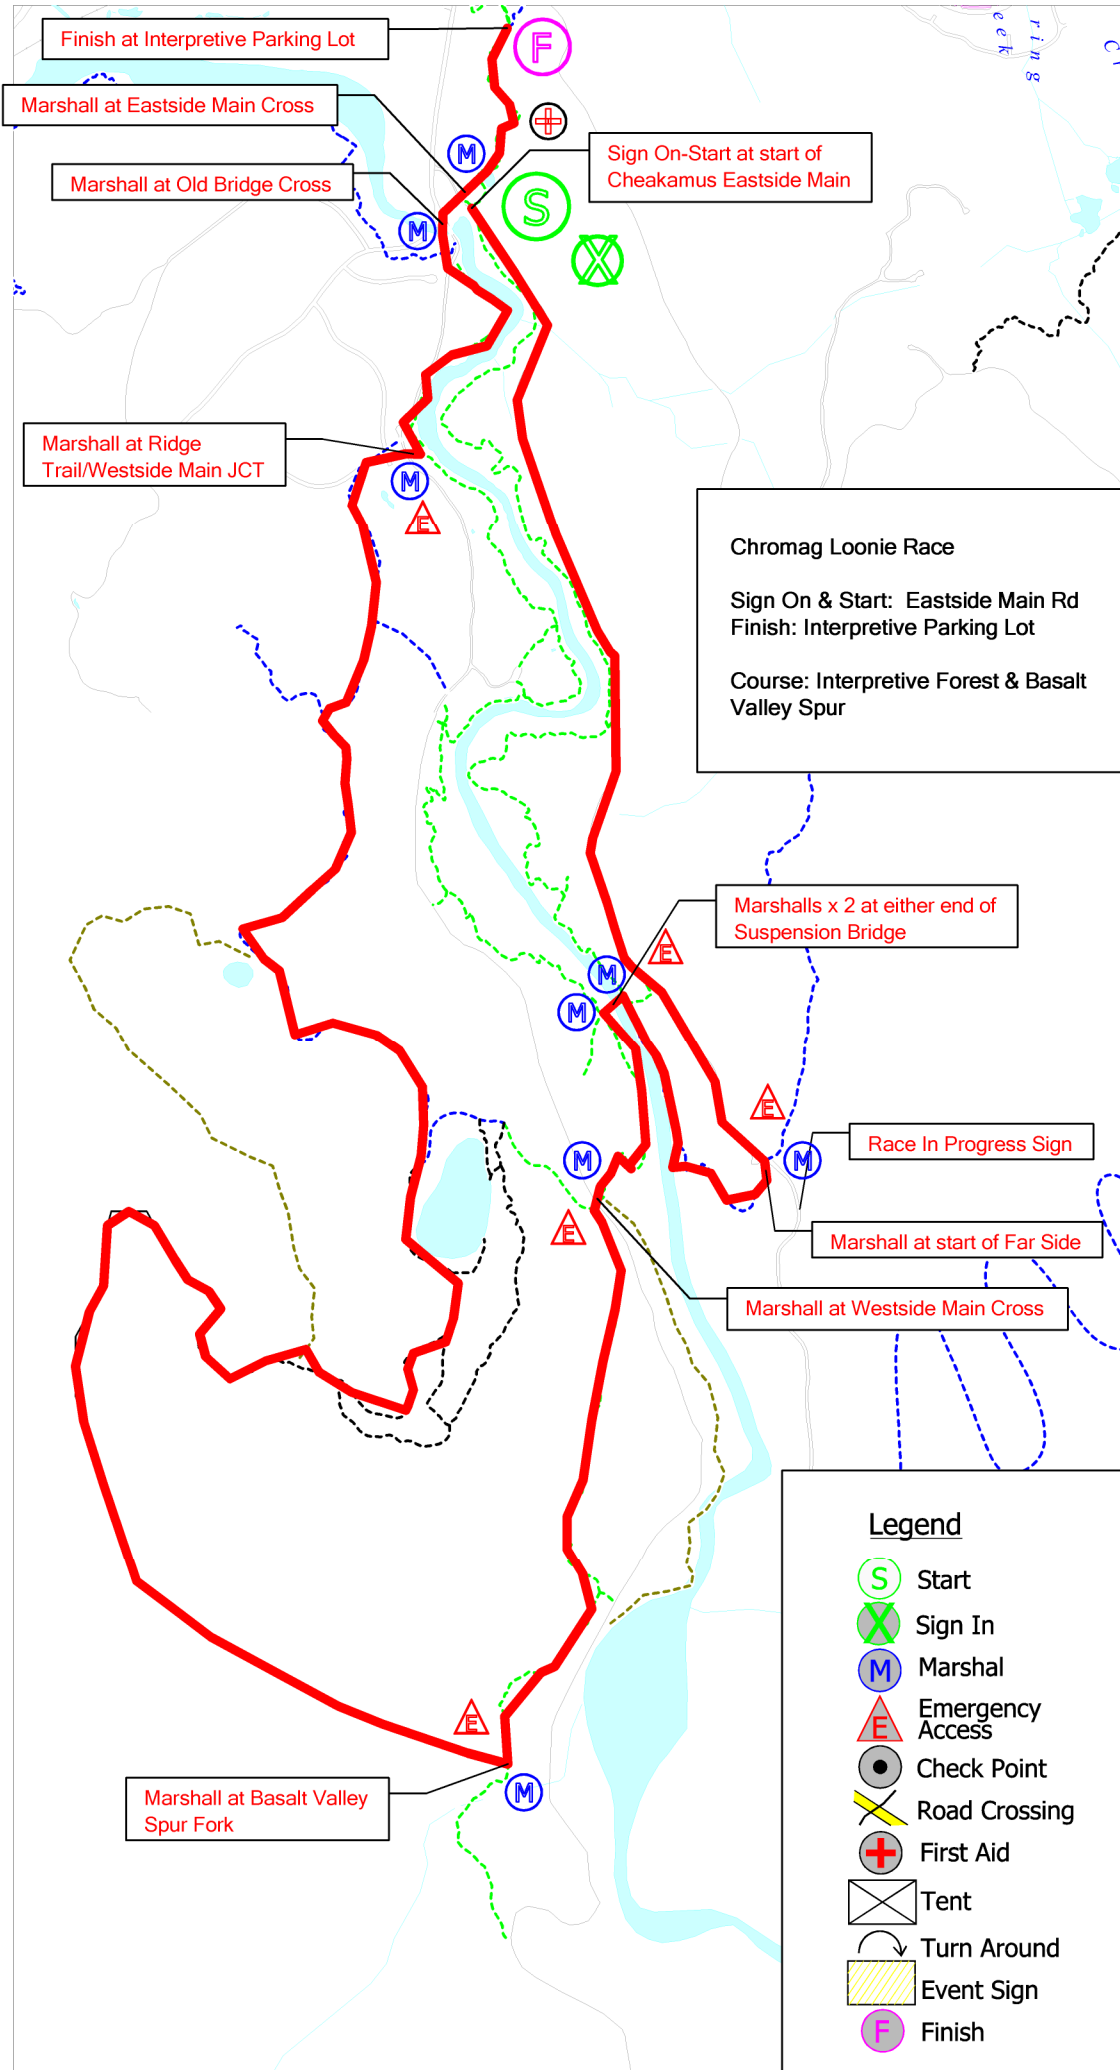 ring
eek
C
Finish at Interpretive Parking Lot
F
Marshall at Eastside Main Cross
M
Sign On-Start at start of
Cheakamus Eastside Main
Marshall at Old Bridge Cross
S
M
X
Marshall at Ridge
Trail/Westside Main JCT
M
E
Chromag Loonie Race
Sign On & Start: Eastside Main Rd
Finish: Interpretive Parking Lot
Course: Interpretive Forest & Basalt
Valley Spur
Marshalls x 2 at either end of
Suspension Bridge
E
M
M
E
Race In Progress Sign
M
M
E
Marshall at start of Far Side
Marshall at Westside Main Cross
E
M
Marshall at Basalt Valley
Spur Fork
Legend
S Start
X Sign In
M Marshal
E Emergency
Access
Check Point
Road Crossing
First Aid
Tent
Turn Around
Event Sign
F Finish